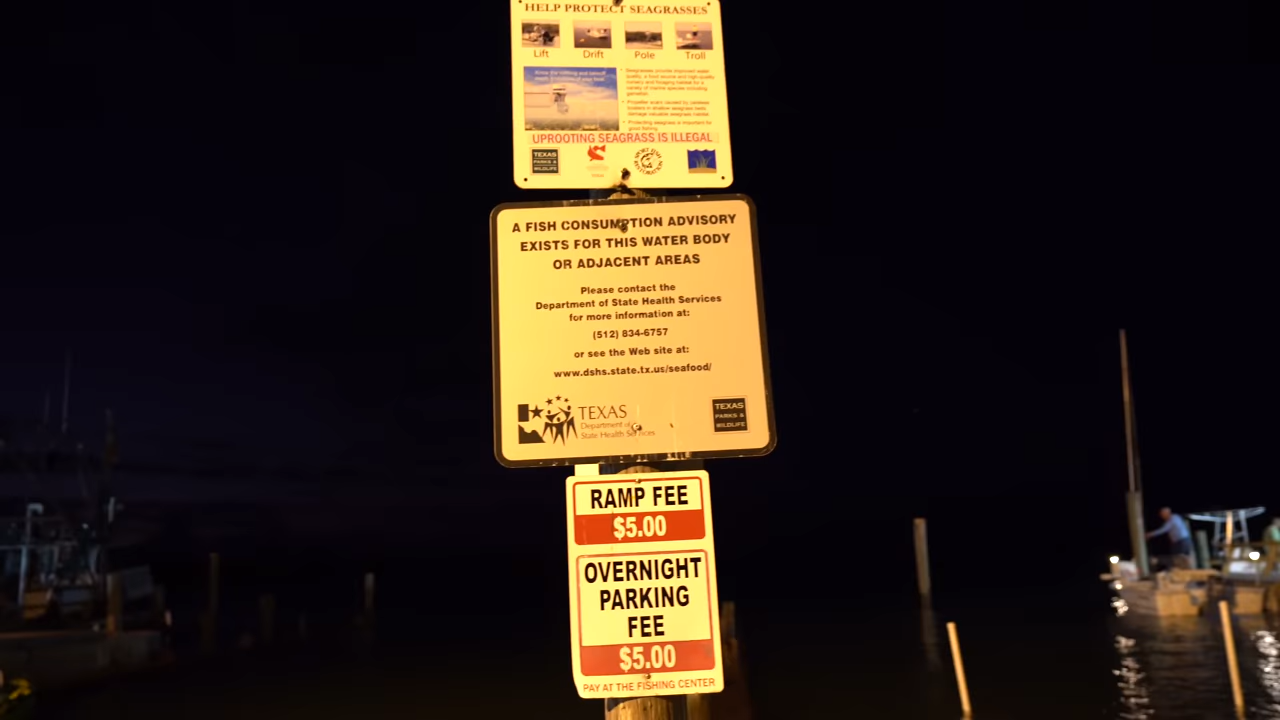 HELP PROTECT SEAGRASSES
Lift Drift Pole Troll
UPROOTING SEAGRASS IS ILLEGAL
TEXAS
PARKS &
WILDLIFE
A FISH CONSUMPTION ADVISORY
EXISTS FOR THIS WATER BODY
OR ADJACENT AREAS
Please contact the
Department of State Health Services
for more information at:
(512) 834-6757
or see the Web site at:
www.dshs.state.tx.us/seafood/
TEXAS
Department of
State Health Services
TEXAS
PARKS &
WILDLIFE
RAMP FEE
$5.00
OVERNIGHT
PARKING
FEE
$5.00
PAY AT THE FISHING CENTER